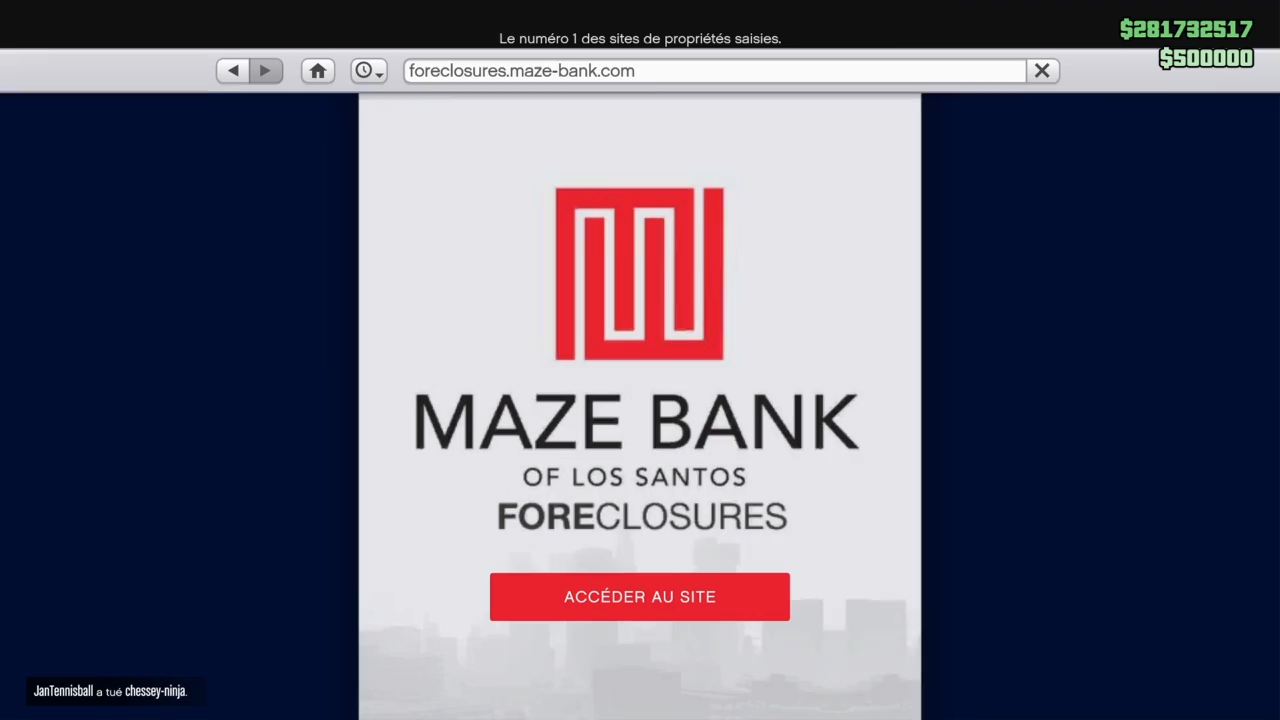 Le numéro 1 des sites de propriétés saisies.
$281732517
$500000
foreclosures.maze-bank.com
MAZE BANK
OF LOS SANTOS
FORECLOSURES
ACCÉDER AU SITE
JanTennisball a tué chessey-ninja.